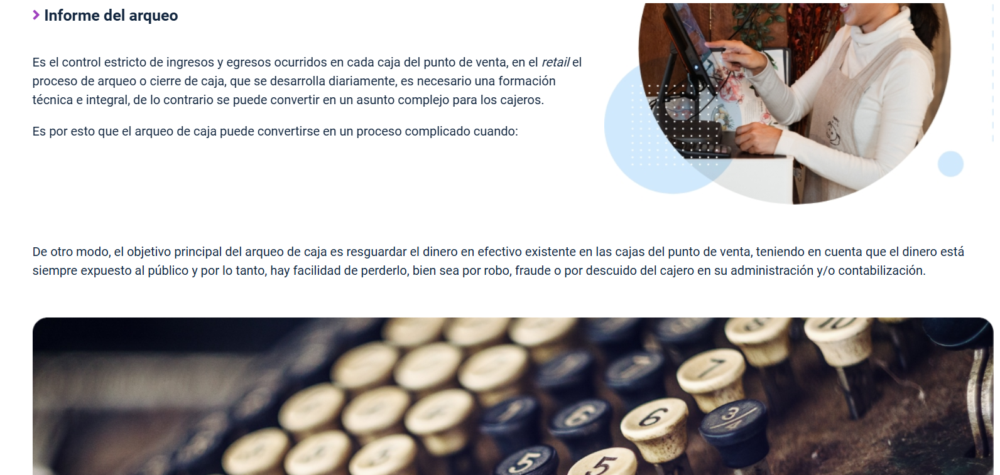 Informe del arqueo
Es el control estricto de ingresos y egresos ocurridos en cada caja del punto de venta, en el retail el
proceso de arqueo o cierre de caja, que se desarrolla diariamente, es necesario una formación
técnica e integral, de lo contrario se puede convertir en un asunto complejo para los cajeros.
Es por esto que el arqueo de caja puede convertirse en un proceso complicado cuando:
De otro modo, el objetivo principal del arqueo de caja es resguardar el dinero en efectivo existente en las cajas del punto de venta, teniendo en cuenta que el dinero está
siempre expuesto al público y por lo tanto, hay facilidad de perderlo, bien sea por robo, fraude o por descuido del cajero en su administración y/o contabilización.
10
7
6
3/4
5
5